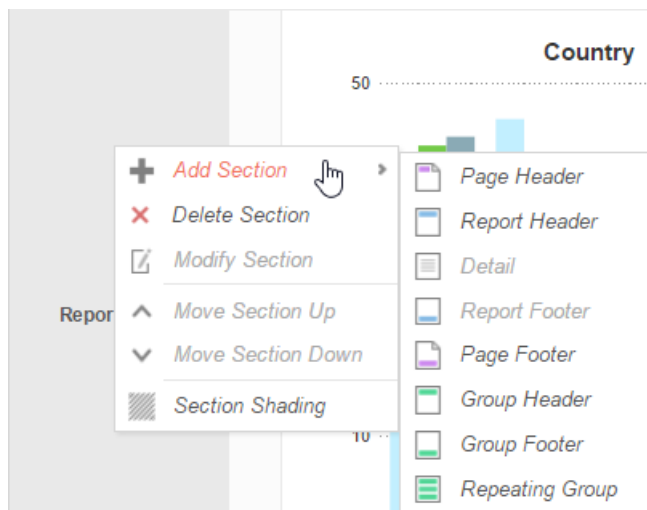 Country
50
Add Section
Delete Section
Modify Section
Repor
Move Section Up
Move Section Down
Section Shading
10
Page Header
Report Header
Detail
Report Footer
Page Footer
Group Header
Group Footer
Repeating Group